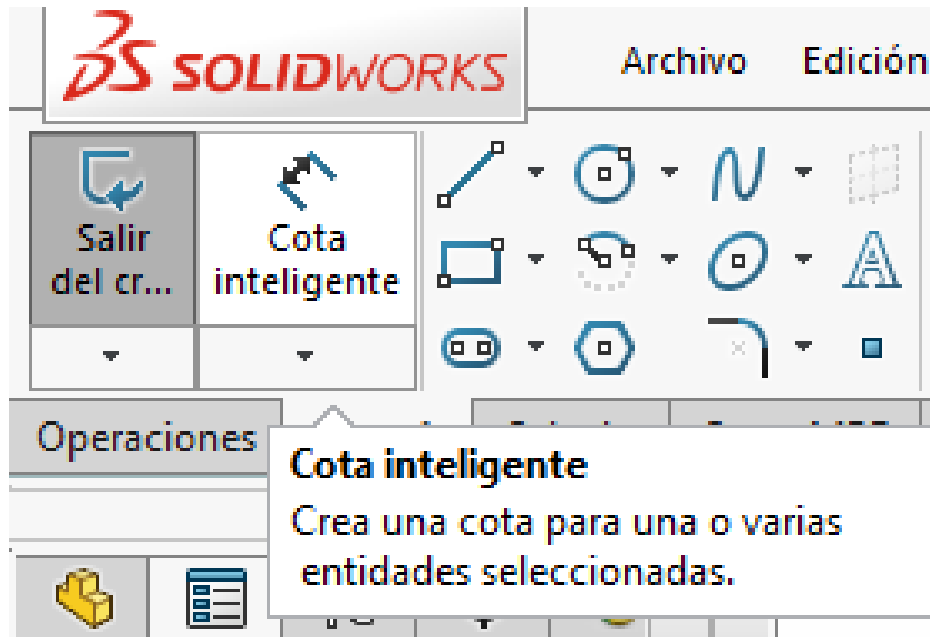 SOLIDWORKS
Archivo Edición
Salir
del cr...
Cota
inteligente
Operaciones
Cota inteligente
Crea una cota para una o varias
entidades seleccionadas.